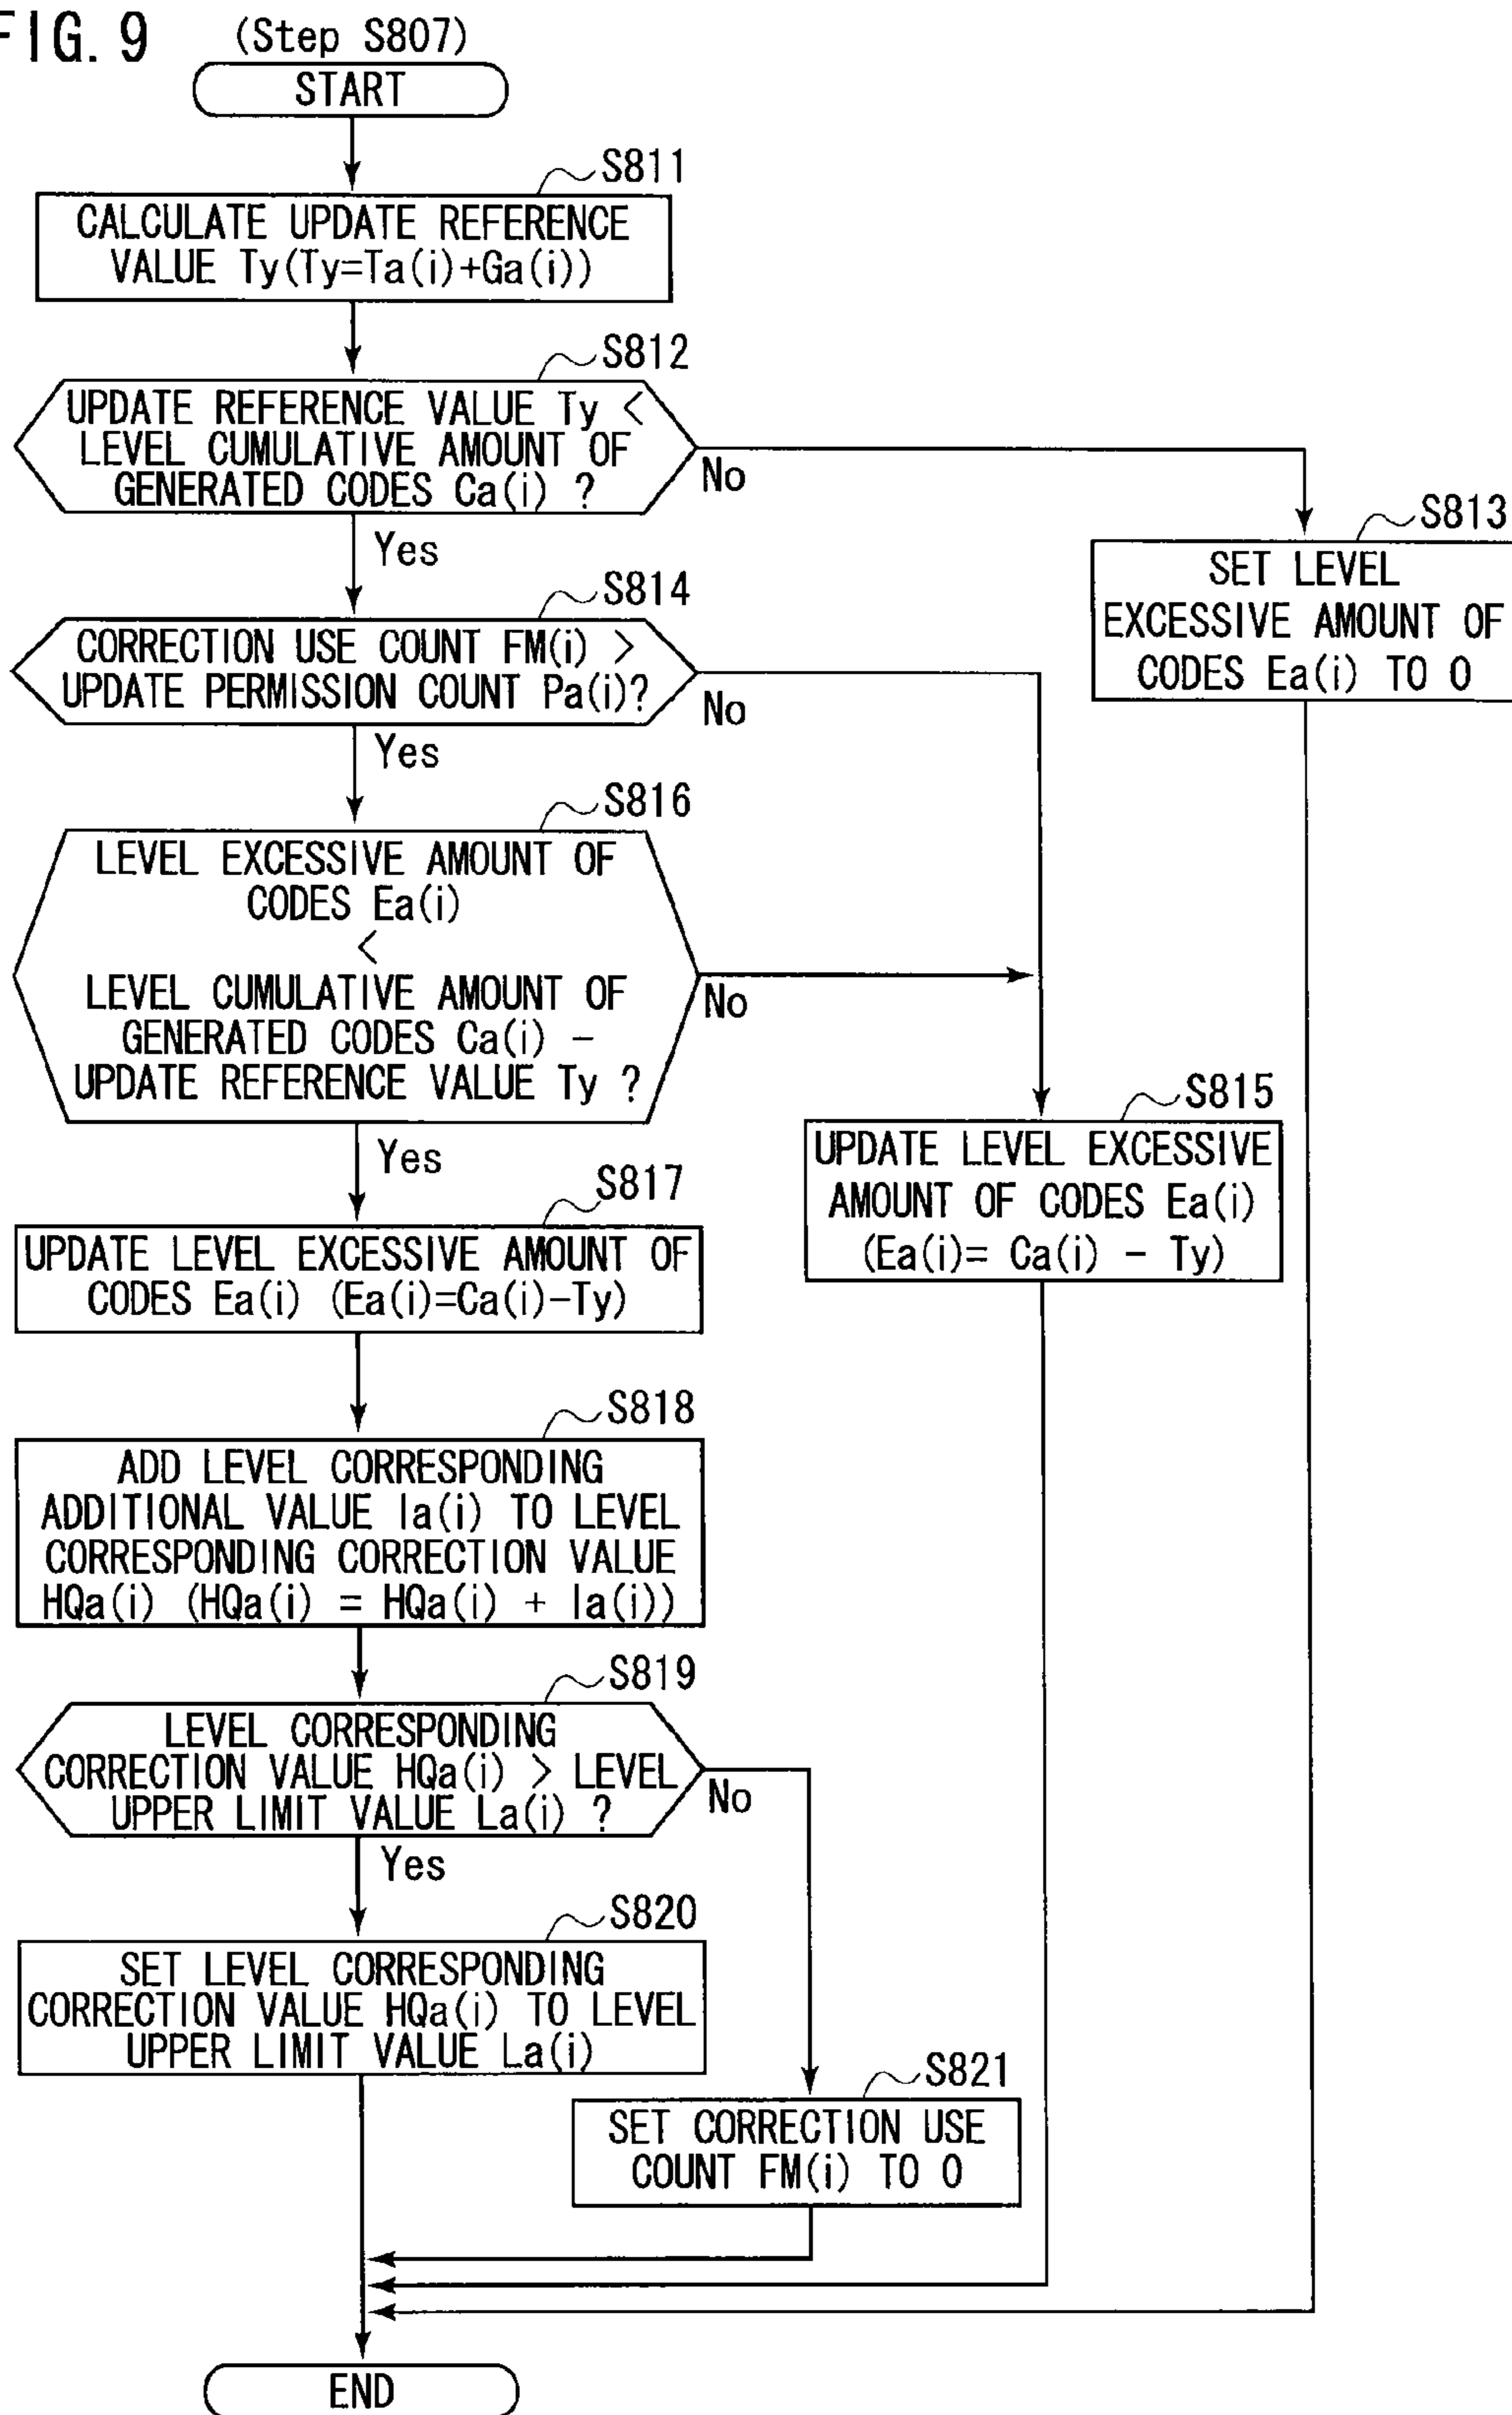 FIG. 9
(Step S807)
START
S811
CALCULATE UPDATE REFERENCE
VALUE Ty(Ty=Ta(i)+Ga(i))
S812
UPDATE REFERENCE VALUE Ty <
LEVEL CUMULATIVE AMOUNT OF
GENERATED CODES Ca(i) ?
No
Yes
S813
SET LEVEL
EXCESSIVE AMOUNT OF
CODES Ea(i) TO 0
S814
CORRECTION USE COUNT FM(i) >
UPDATE PERMISSION COUNT Pa(i)?
No
Yes
S816
LEVEL EXCESSIVE AMOUNT OF
CODES Ea(i)
<
LEVEL CUMULATIVE AMOUNT OF
GENERATED CODES Ca(i) -
UPDATE REFERENCE VALUE Ty ?
No
Yes
S815
UPDATE LEVEL EXCESSIVE
AMOUNT OF CODES Ea(i)
(Ea(i)= Ca(i) - Ty)
S817
UPDATE LEVEL EXCESSIVE AMOUNT OF
CODES Ea(i) (Ea(i)=Ca(i)-Ty)
S818
ADD LEVEL CORRESPONDING
ADDITIONAL VALUE Ia(i) TO LEVEL
CORRESPONDING CORRECTION VALUE
HQa(i) (HQa(i) = HQa(i) + Ia(i))
S819
LEVEL CORRESPONDING
CORRECTION VALUE HQa(i) > LEVEL
UPPER LIMIT VALUE La(i) ?
No
Yes
S820
SET LEVEL CORRESPONDING
CORRECTION VALUE HQa(i) TO LEVEL
UPPER LIMIT VALUE La(i)
S821
SET CORRECTION USE
COUNT FM(i) TO 0
END